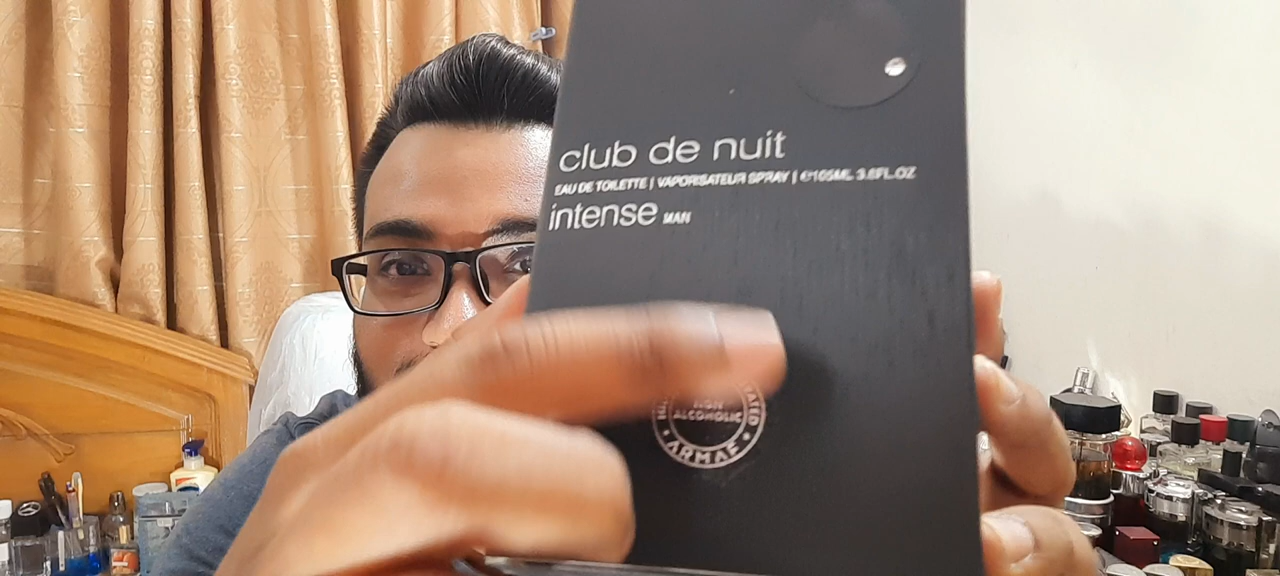 club de nuit
EAU DE TOILETTE | VAPORISATEUR SPRAY | ℮105ML 3.6FL.OZ
intense MAN
NON
ALCOHOLIC
ARMAF